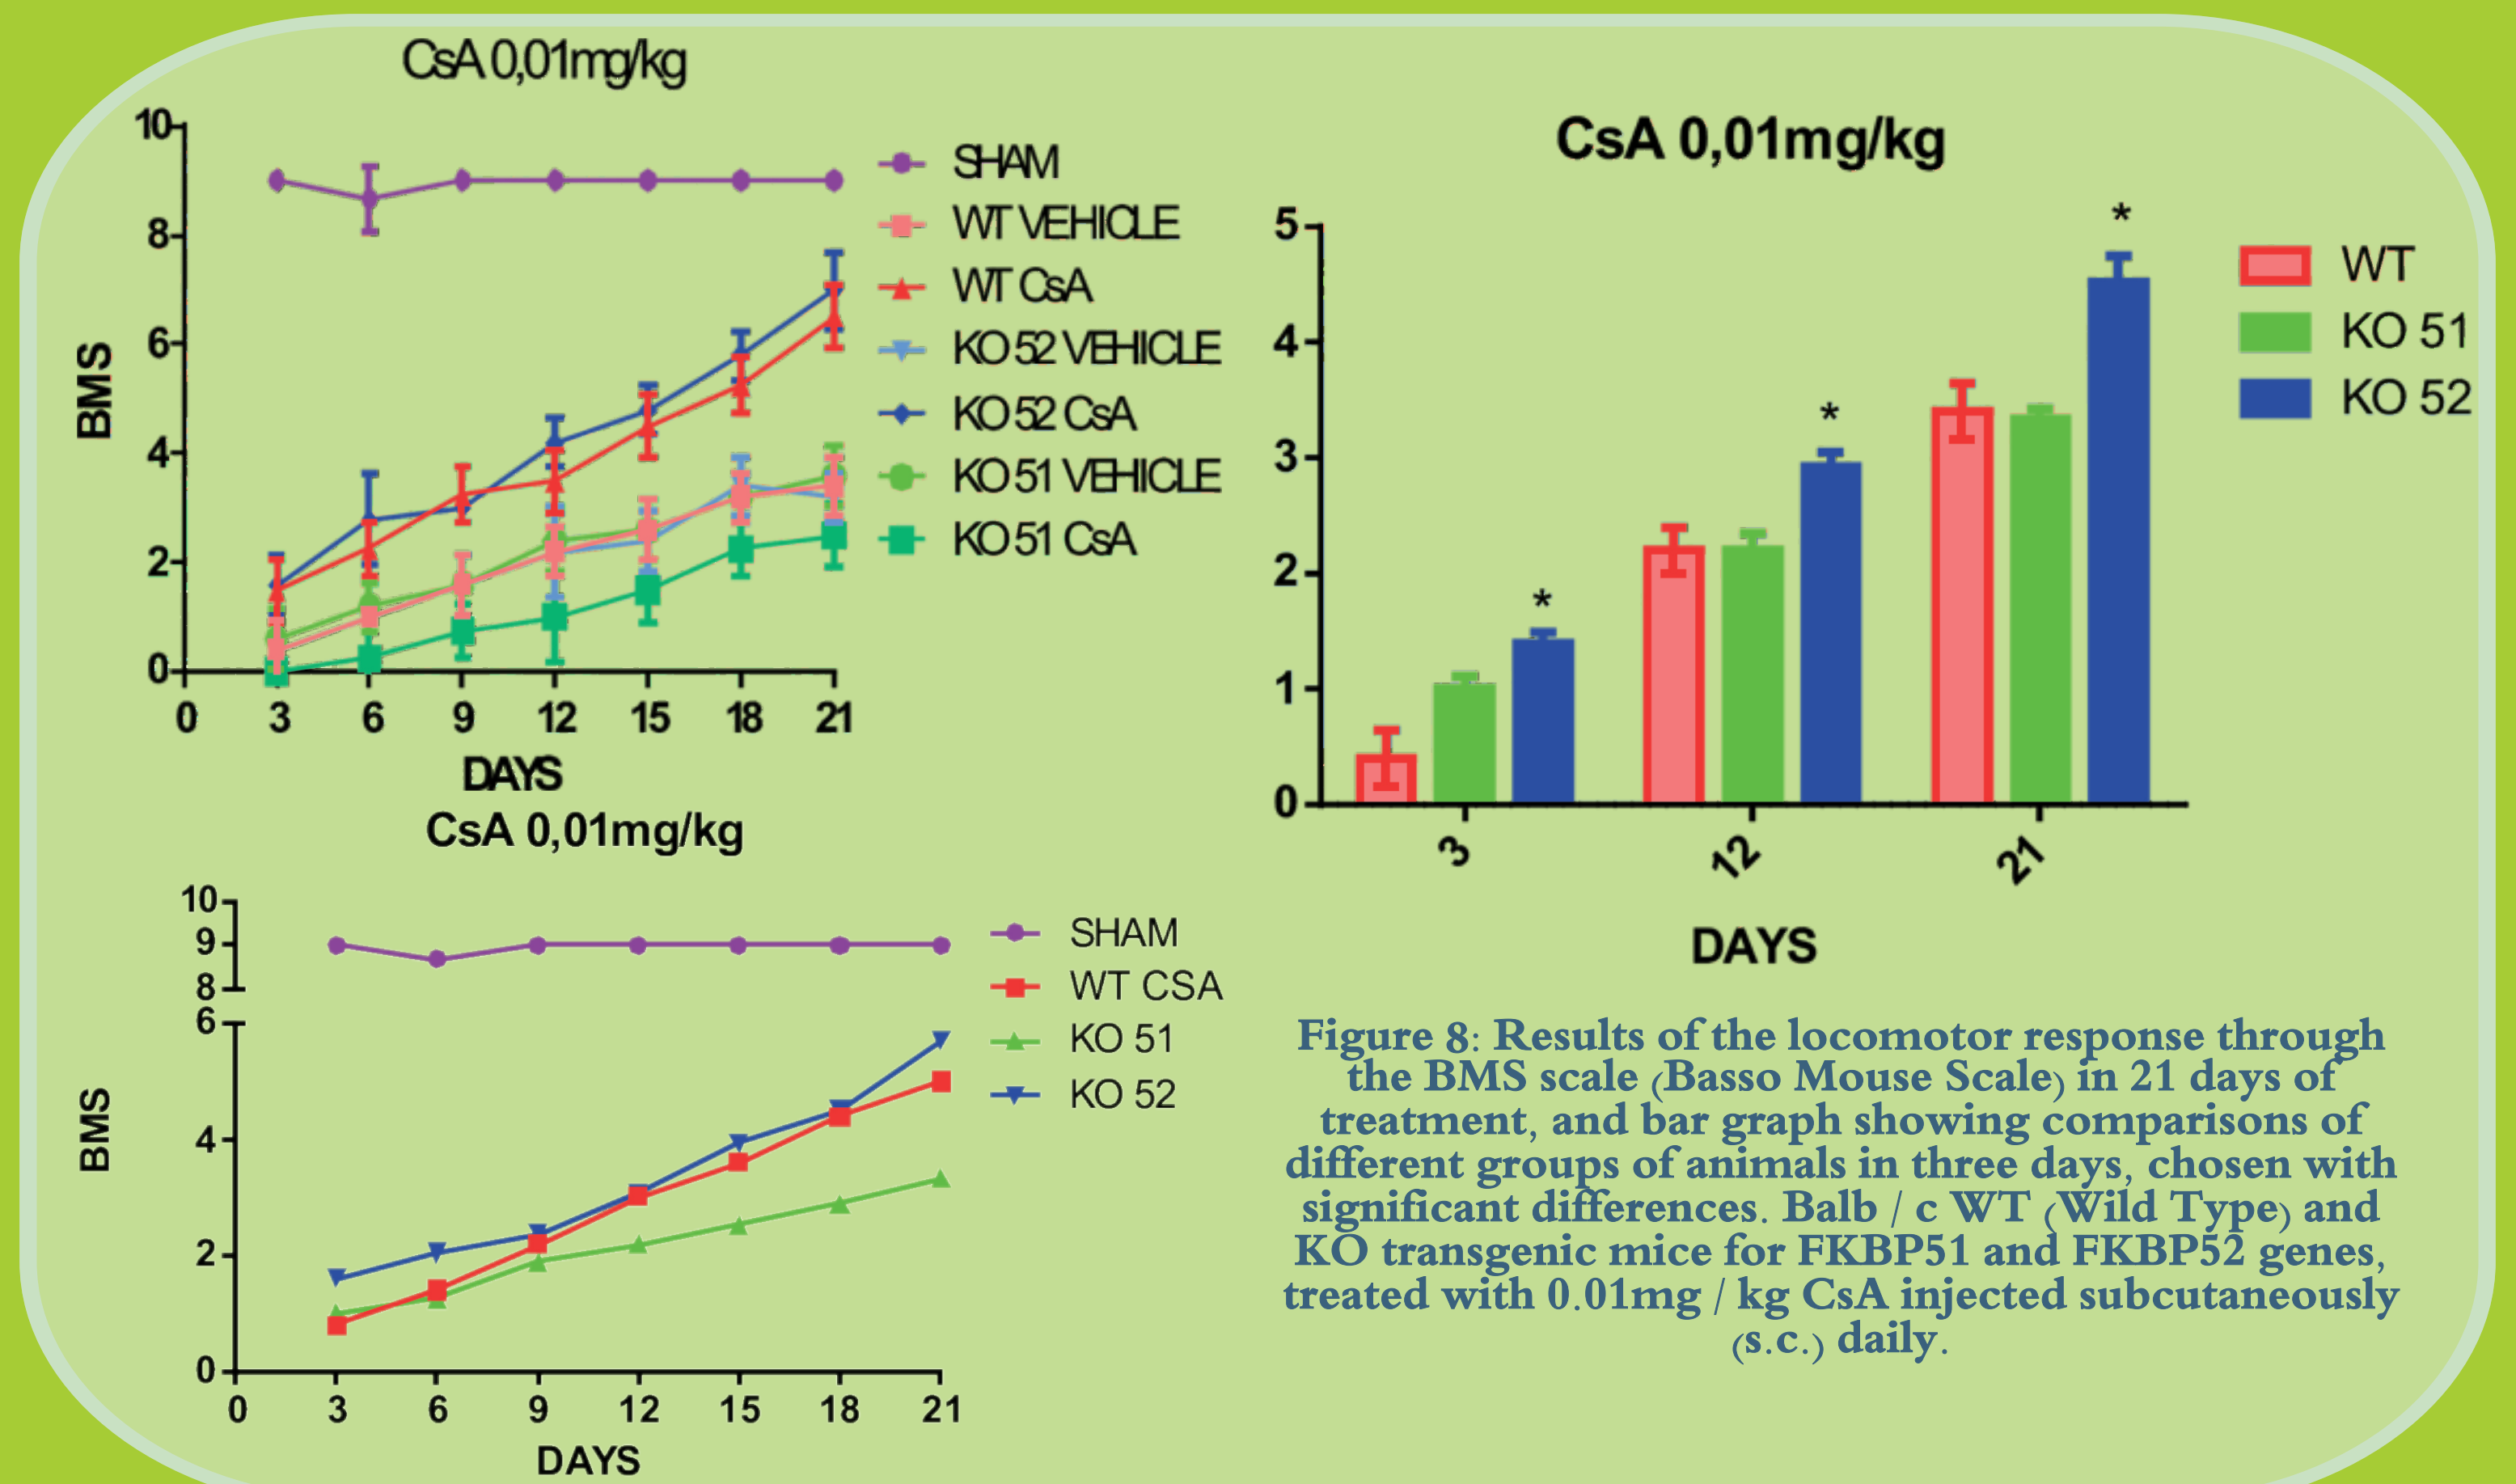 CsA 0,01mg/kg
10
8
6
4
2
0
BMS
0 3 6 9 12 15 18 21
DAYS
SHAM
WT VEHICLE
WT CsA
KO 52 VEHICLE
KO 52 CsA
KO 51 VEHICLE
KO 51 CsA
CsA 0,01mg/kg
10
9
8
6
4
2
0
BMS
0 3 6 9 12 15 18 21
DAYS
SHAM
WT CSA
KO 51
KO 52
CsA 0,01mg/kg
5
4
3
2
1
0
* * *
3 12 21
DAYS
WT
KO 51
KO 52
Figure 8: Results of the locomotor response through
the BMS scale (Basso Mouse Scale) in 21 days of
treatment, and bar graph showing comparisons of
different groups of animals in three days, chosen with
significant differences. Balb / c WT (Wild Type) and
KO transgenic mice for FKBP51 and FKBP52 genes,
treated with 0.01mg / kg CsA injected subcutaneously
(s.c.) daily.